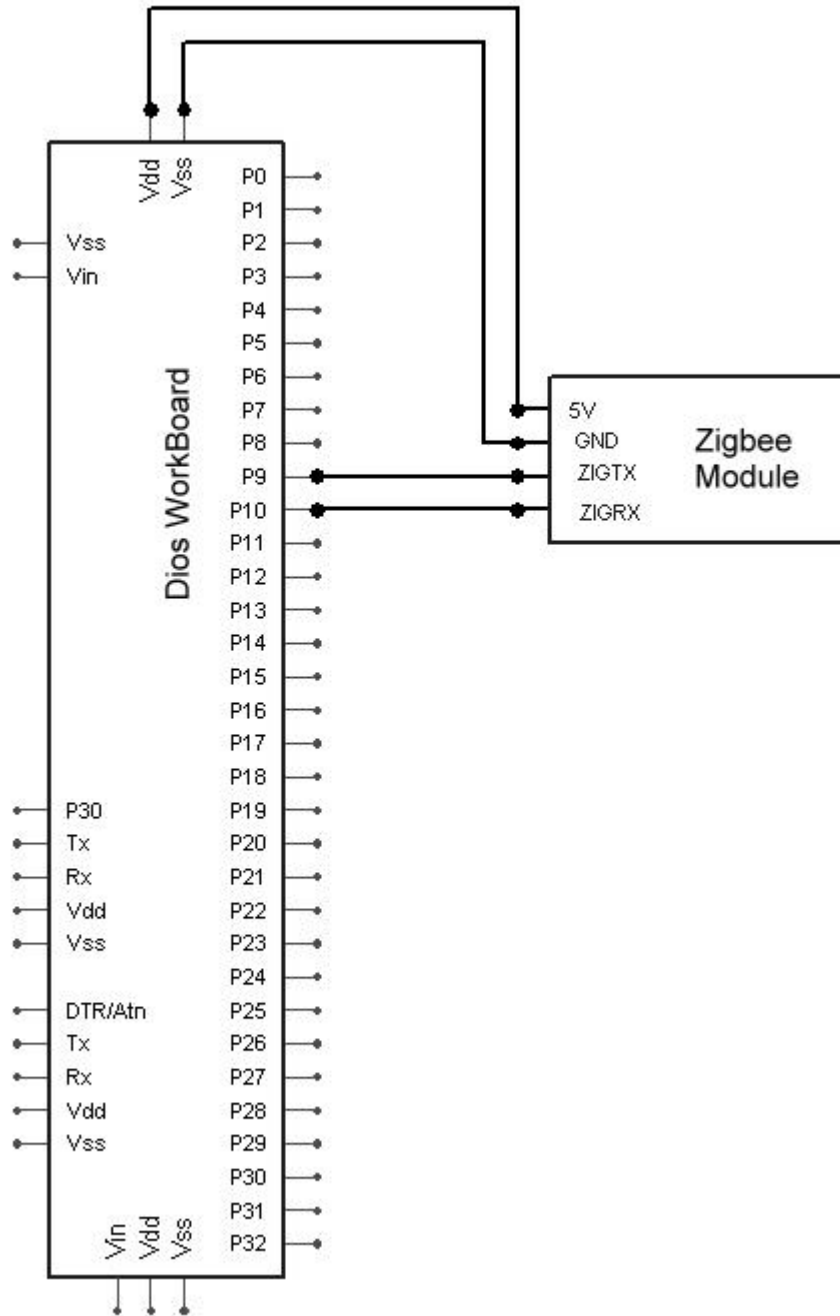 Vdd
Vss
Vss
Vin
Dios WorkBoard
P0
P1
P2
P3
P4
P5
P6
P7
P8
P9
P10
P11
P12
P13
P14
P15
P16
P17
P18
P19
P20
P21
P22
P23
P24
P25
P26
P27
P28
P29
P30
P31
P32
P30
Tx
Rx
Vdd
Vss
DTR/Atn
Tx
Rx
Vdd
Vss
Vin
Vdd
Vss
5V
GND
ZIGTX
ZIGRX
Zigbee
Module